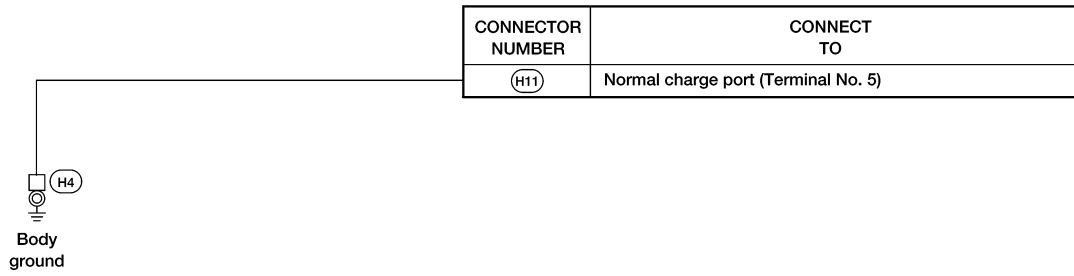 CONNECTOR NUMBER
CONNECT TO
H11
Normal charge port (Terminal No. 5)
H4
Body
ground